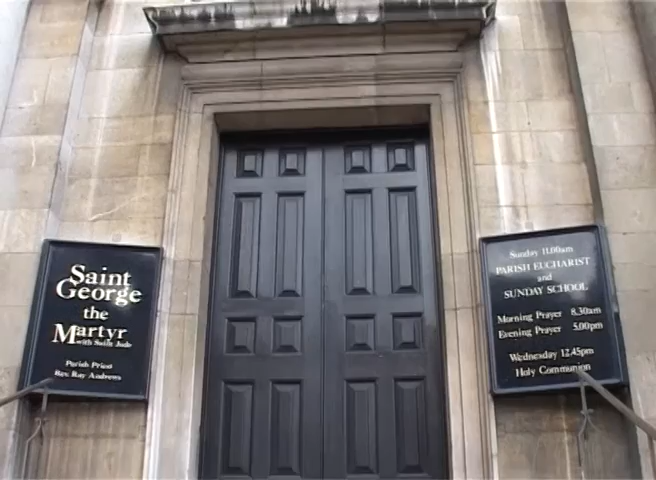 Saint
George
the
Martyr
with Saint Jude
Parish Priest
Rev. Ray Andrews
Sunday 11.00am
PARISH EUCHARIST
and
SUNDAY SCHOOL
Morning Prayer 8.30am
Evening Prayer 5.00pm
Wednesday 12.45pm
Holy Communion